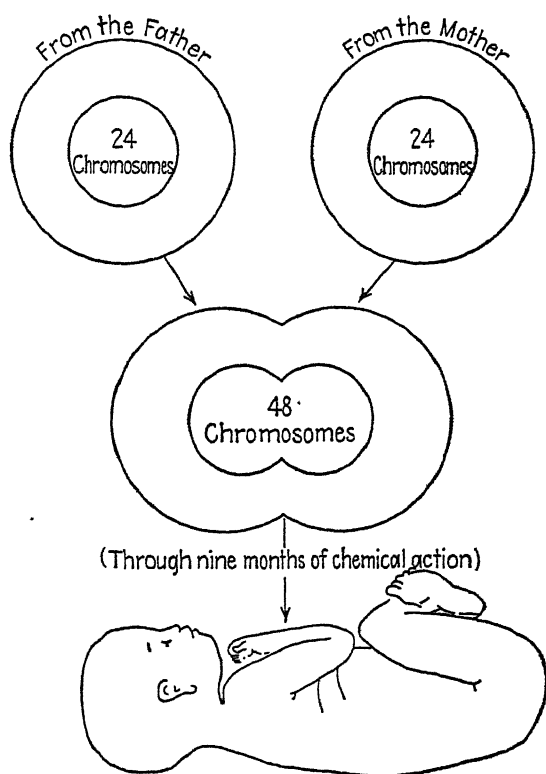 From the Father
From the Mother
24
Chromosomes
24
Chromosomes
48
Chromosomes
(Through nine months of chemical action)